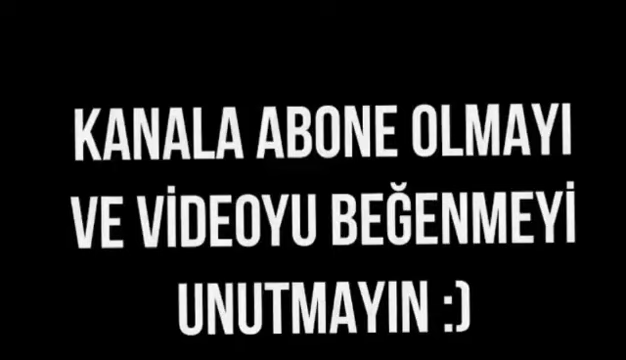 KANALA ABONE OLMAYI
VE VİDEOYU BEĞENMEYİ
UNUTMAYIN :)